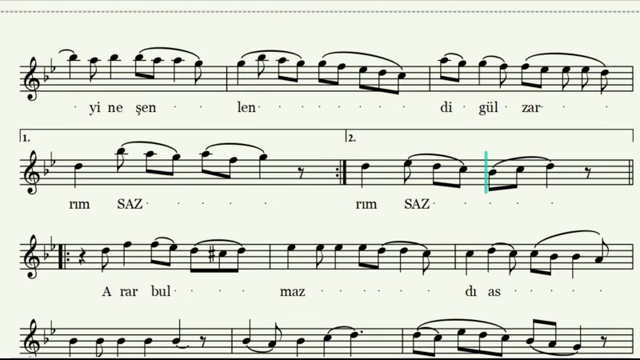 yi ne şen len di gül zar
1. 2.
rım SAZ rım SAZ
A rar bul maz dı as